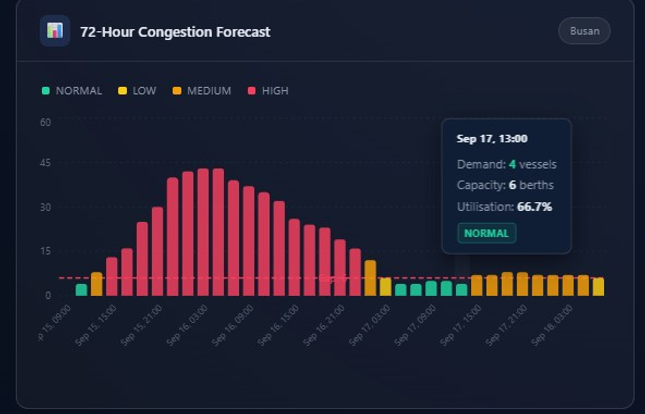 72-Hour Congestion Forecast
Busan
NORMAL LOW MEDIUM HIGH
60
45
30
15
0
Sep 17, 13:00
Demand: 4 vessels
Capacity: 6 berths
Utilisation: 66.7%
NORMAL
15, 09:00
Sep 15, 15:00
Sep 15, 21:00
Sep 16, 03:00
Sep 16, 09:00
Sep 16, 15:00
Sep 16, 21:00
Sep 17, 03:00
Sep 17, 09:00
Sep 17, 15:00
Sep 17, 21:00
Sep 18, 03:00